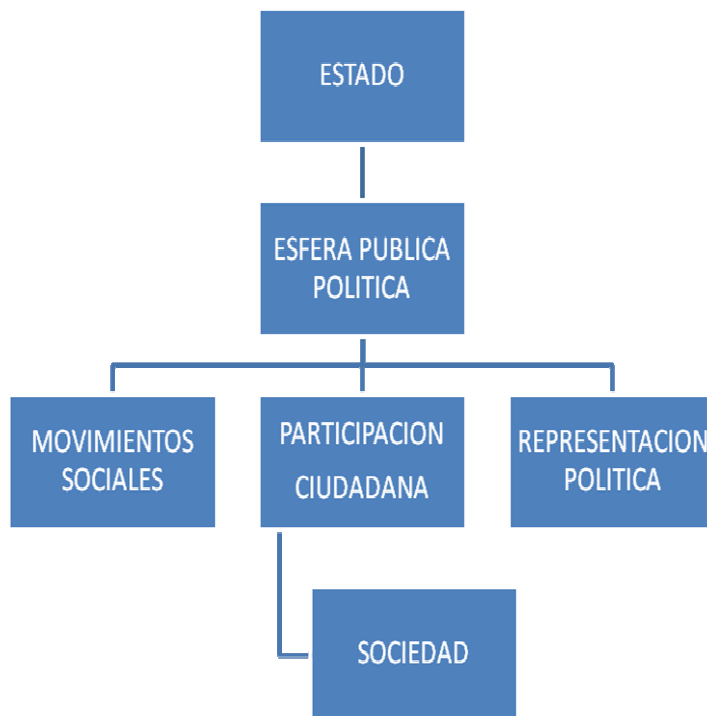 ESTADO
ESFERA PUBLICA
POLITICA
MOVIMIENTOS
SOCIALES
PARTICIPACION
CIUDADANA
REPRESENTACION
POLITICA
SOCIEDAD